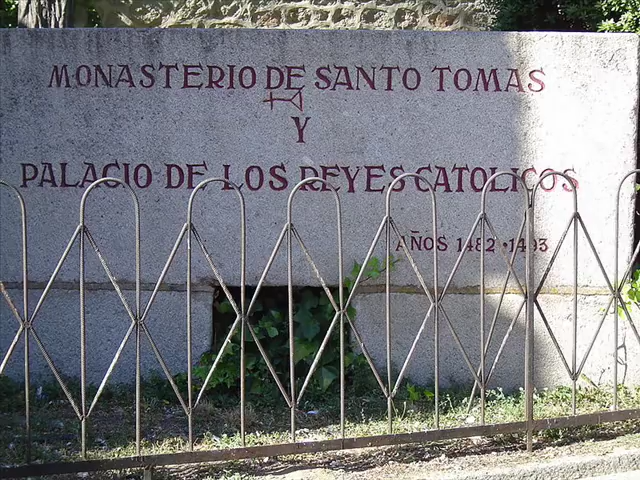 MONASTERIO DE SANTO TOMAS
Y
PALACIO DE LOS REYES CATOLICOS
AÑOS 1482 · 1493